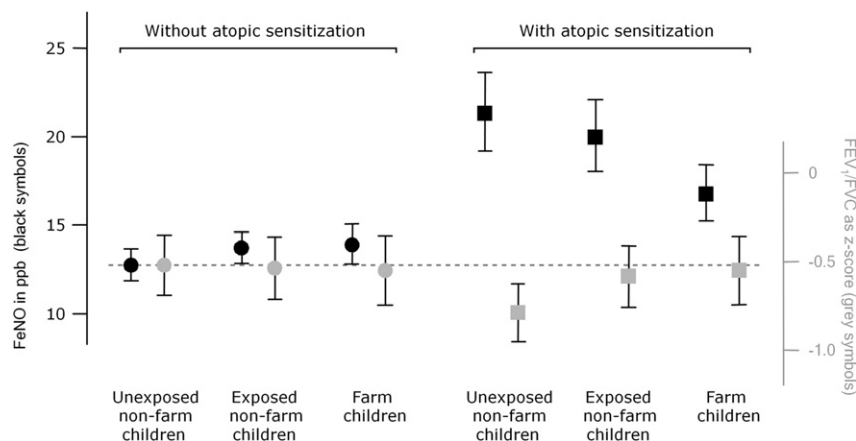 Without atopic sensitization
With atopic sensitization
25
20
15
10
FeNO in ppb (black symbols)
0
-0.5
-1.0
FEV₁/FVC as z-score (grey symbols)
Unexposed
non-farm
children
Exposed
non-farm
children
Farm
children
Unexposed
non-farm
children
Exposed
non-farm
children
Farm
children